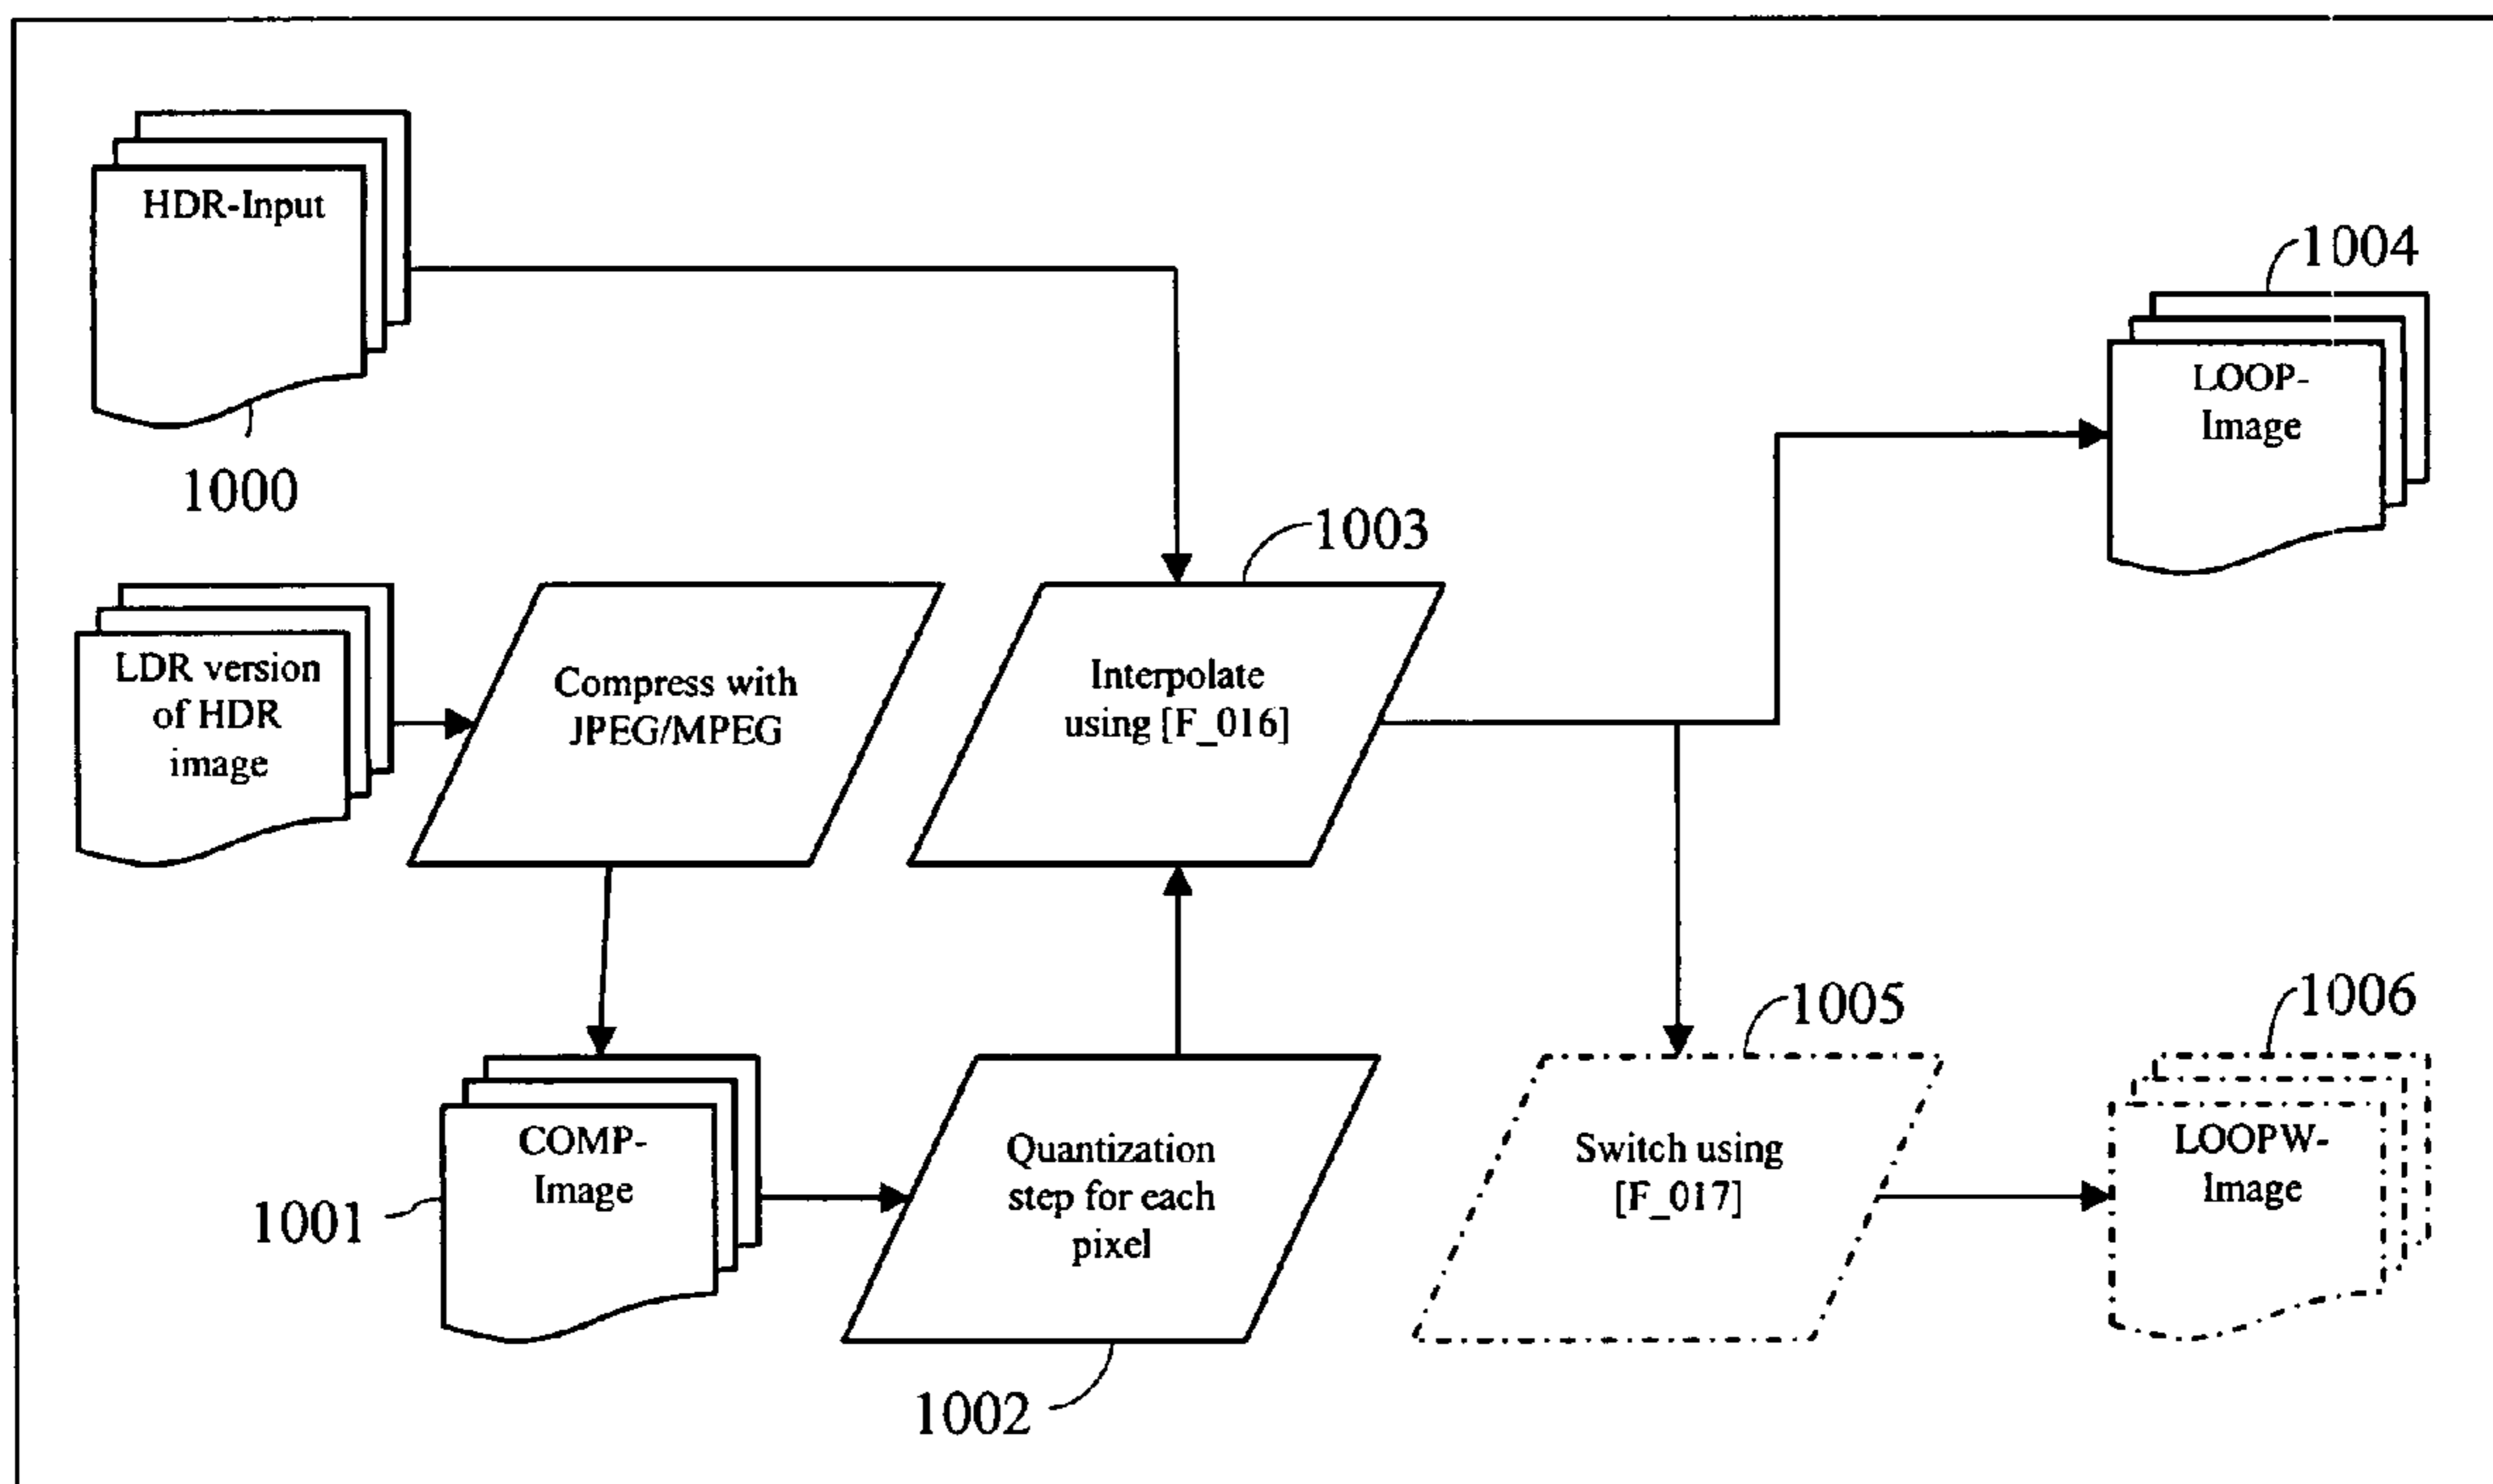 HDR-Input
1000
1004
LOOP-
Image
1003
LDR version
of HDR
image
Compress with
JPEG/MPEG
Interpolate
using [F_016]
COMP-
Image
1001
Quantization
step for each
pixel
1002
1005
Switch using
[F_017]
1006
LOOPW-
Image